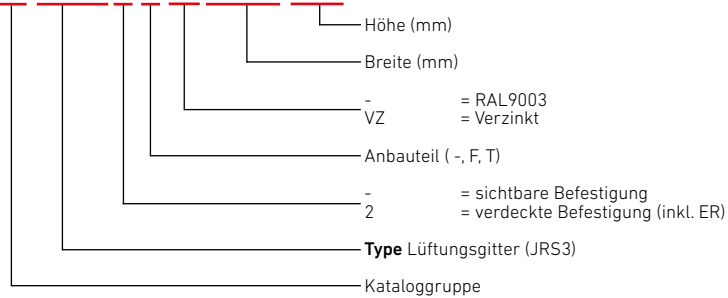 Höhe (mm)
Breite (mm)
- = RAL9003
VZ = Verzinkt
Anbauteil ( -, F, T)
- = sichtbare Befestigung
2 = verdeckte Befestigung (inkl. ER)
Type Lüftungsgitter (JRS3)
Kataloggruppe